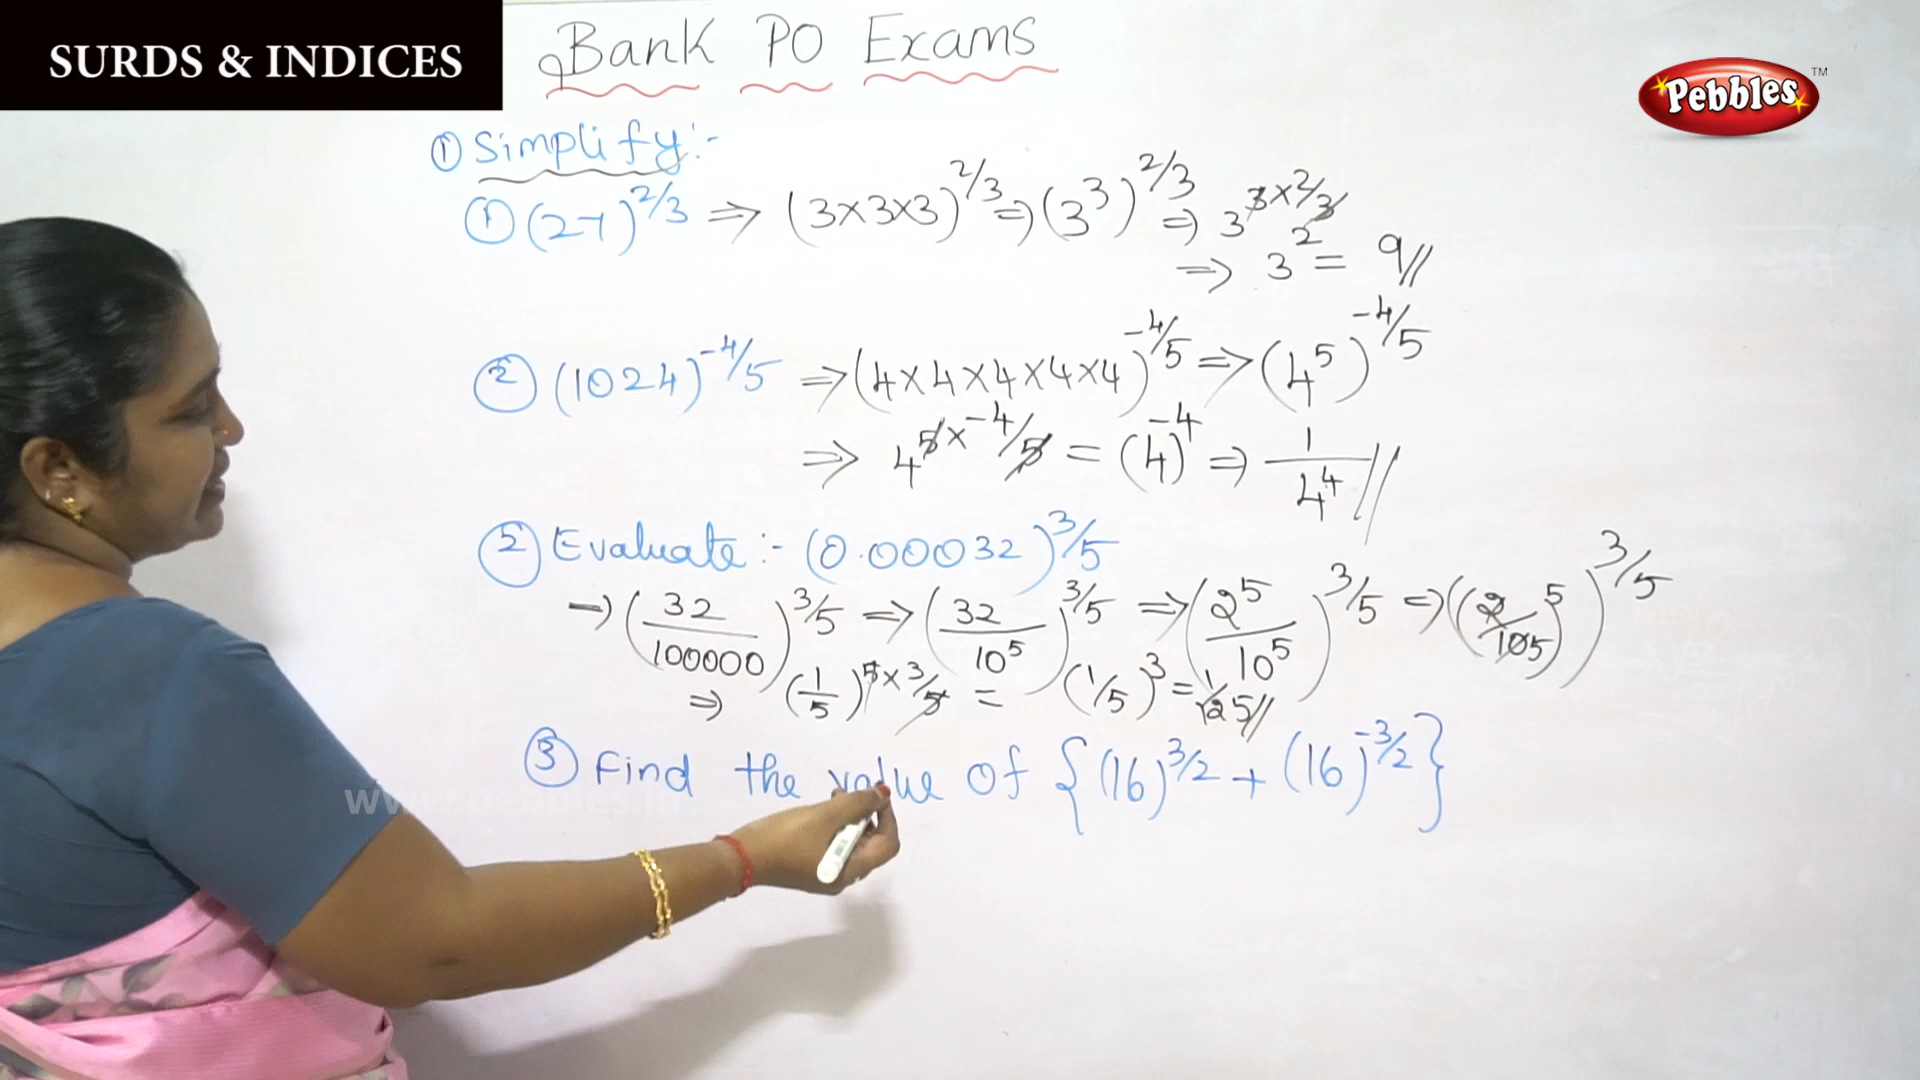 SURDS & INDICES
Bank PO Exams
Pebbles TM
① Simplify:-
① (27)^2/3 ⇒ (3×3×3)^2/3 ⇒ (3^3)^2/3 ⇒ 3^3×2/3
⇒ 3^2 = 9//
② (1024)^-4/5 ⇒ (4×4×4×4×4)^-4/5 ⇒ (4^5)^-4/5
⇒ 4^5×-4/5 = (4)^-4 ⇒ 1/4^4 //
② Evaluate:- (0.00032)^3/5
→ (32/100000)^3/5 ⇒ (32/10^5)^3/5 ⇒ (2^5/10^5)^3/5 ⇒ ((2/105)^5)^3/5
⇒ (1/5)^5×3/5 = (1/5)^3 = 1/125//
③ Find the value of {(16)^3/2 + (16)^-3/2}